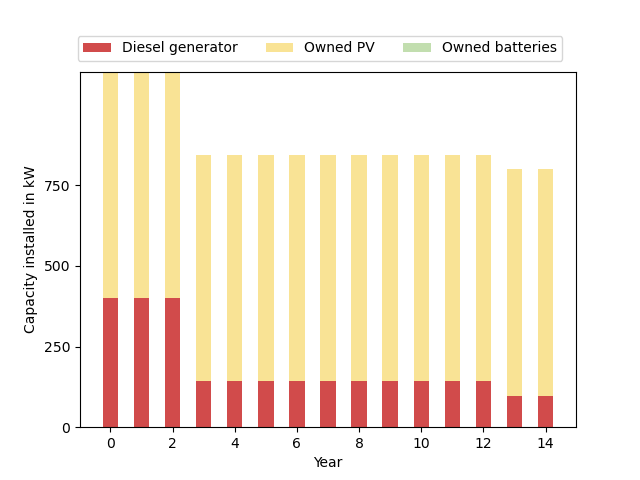 Diesel generator Owned PV Owned batteries
Capacity installed in kW
750
500
250
0
0 2 4 6 8 10 12 14
Year